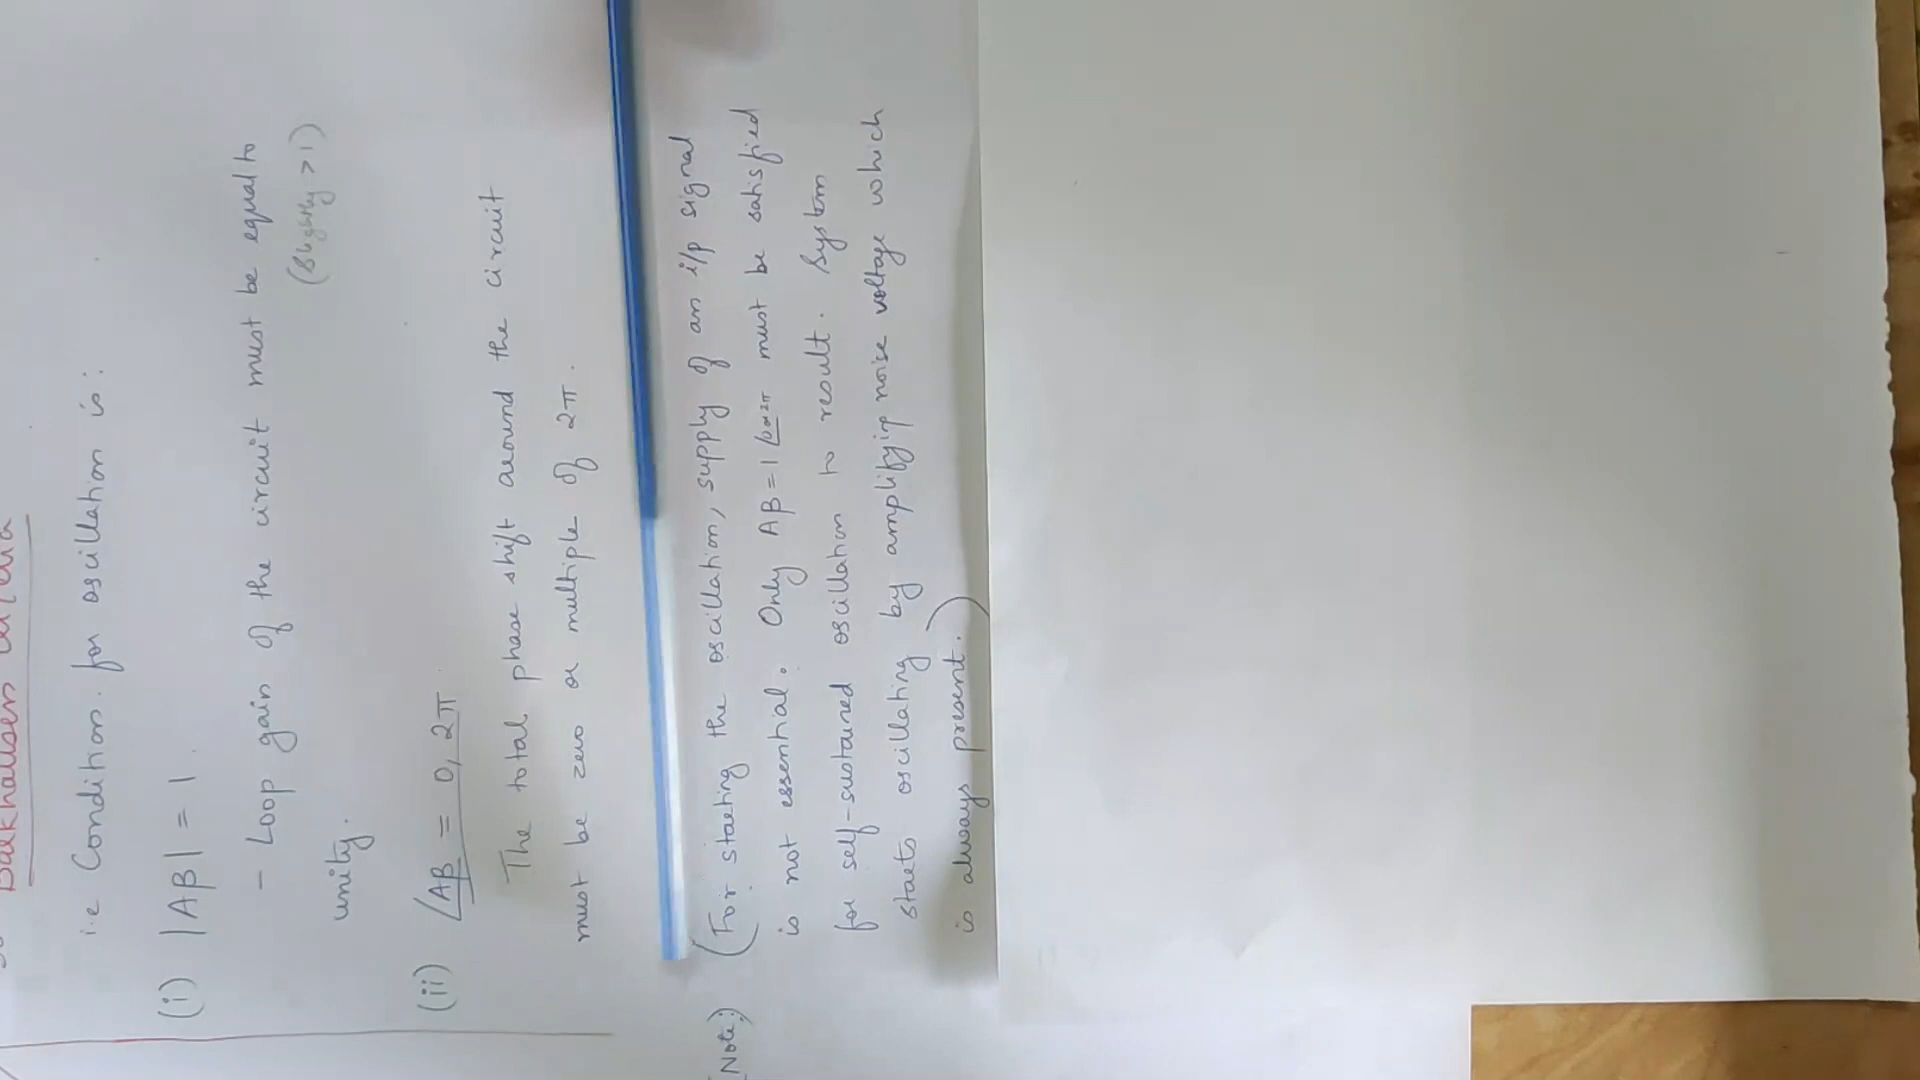 Barkhausen criteria
i.e Condition. for oscillation is:
(i) |Aβ| = 1.
- Loop gain of the circuit must be equal to
(slightly > 1)
unity.
(ii) ∠Aβ = 0, 2π
The total phase shift around the circuit
must be zero or multiple of 2π.
(Note:) (For starting the oscillation, supply of an i/p signal
is not essential. Only Aβ = 1 ∠0 or 2π must be satisfied
for self-sustained oscillation to result. System
starts oscillating by amplifying noise voltage which
is always present.)